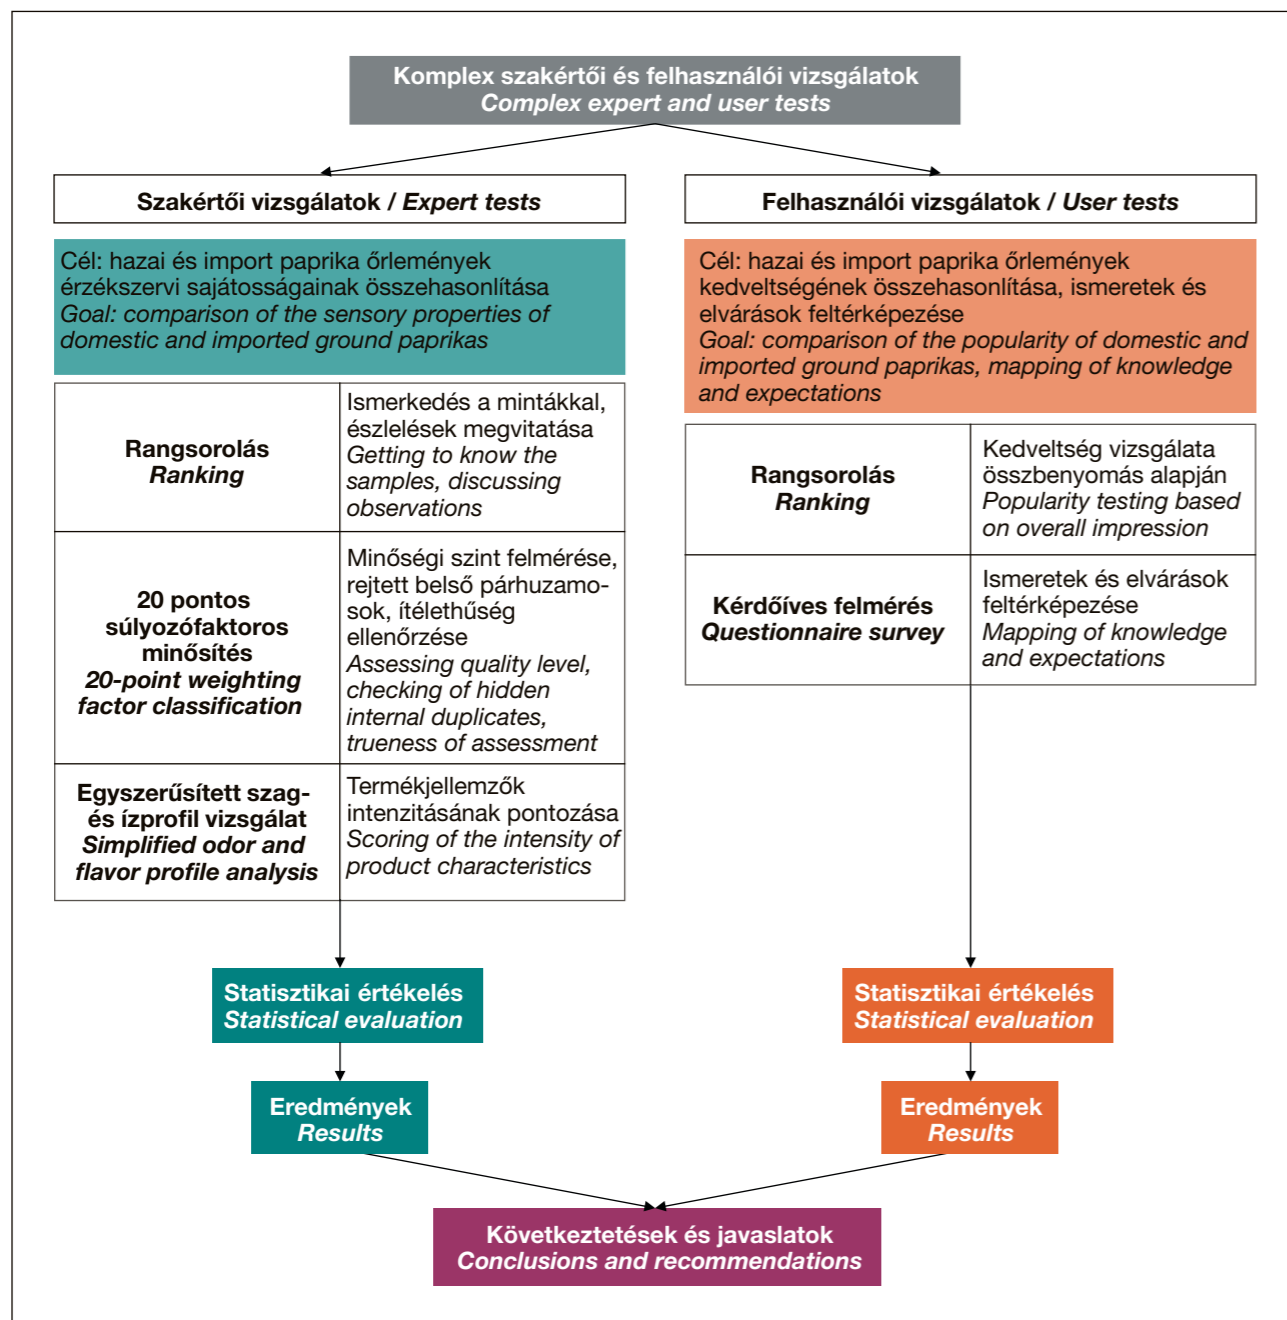 Komplex szakértői és felhasználói vizsgálatok
Complex expert and user tests
Szakértői vizsgálatok / Expert tests
Cél: hazai és import paprika őrlemények
érzékszervi sajátosságainak összehasonlítása
Goal: comparison of the sensory properties of
domestic and imported ground paprikas
Rangsorolás
Ranking
Ismerkedés a mintákkal,
észlelések megvitatása
Getting to know the
samples, discussing
observations
20 pontos
súlyozófaktoros
minősítés
20-point weighting
factor classification
Minőségi szint felmérése,
rejtett belső párhuzamo-
sok, ítélethűség
ellenőrzése
Assessing quality level,
checking of hidden
internal duplicates,
trueness of assessment
Egyszerűsített szag-
és ízprofil vizsgálat
Simplified odor and
flavor profile analysis
Termékjellemzők
intenzitásának pontozása
Scoring of the intensity of
product characteristics
Statisztikai értékelés
Statistical evaluation
Eredmények
Results
Felhasználói vizsgálatok / User tests
Cél: hazai és import paprika őrlemények
kedveltségének összehasonlítása, ismeretek és
elvárások feltérképezése
Goal: comparison of the popularity of domestic and
imported ground paprikas, mapping of knowledge
and expectations
Rangsorolás
Ranking
Kedveltség vizsgálata
összbenyomás alapján
Popularity testing based
on overall impression
Kérdőíves felmérés
Questionnaire survey
Ismeretek és elvárások
feltérképezése
Mapping of knowledge
and expectations
Statisztikai értékelés
Statistical evaluation
Eredmények
Results
Következtetések és javaslatok
Conclusions and recommendations